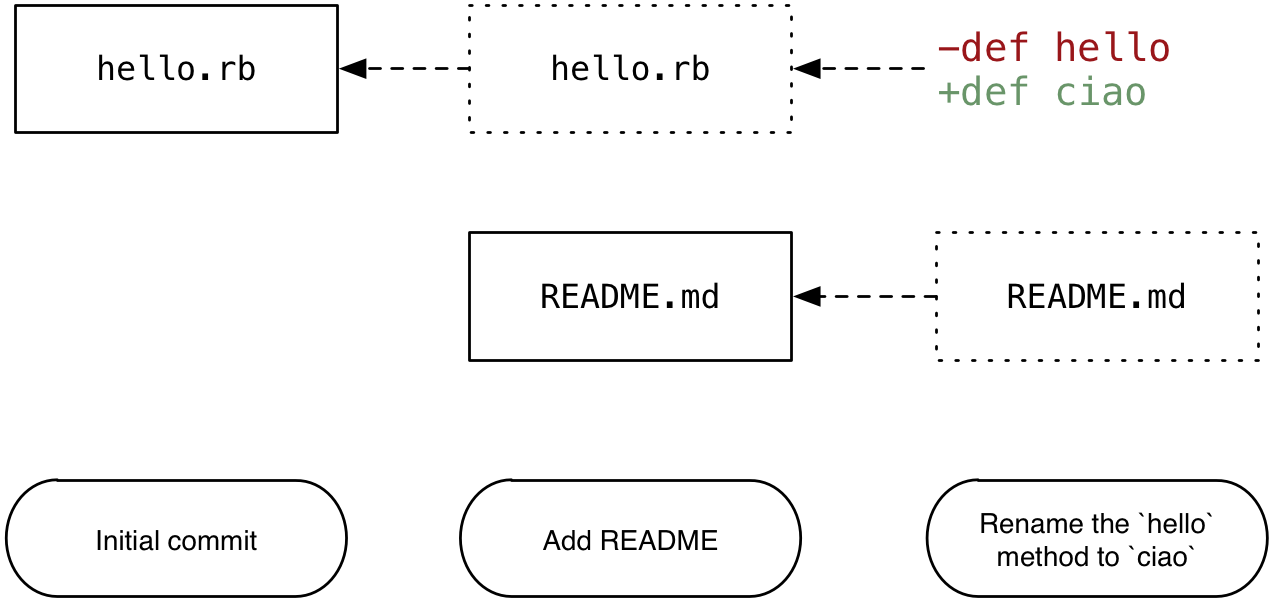 hello.rb
hello.rb
−def hello
+def ciao
README.md
README.md
Initial commit
Add README
Rename the `hello`
method to `ciao`